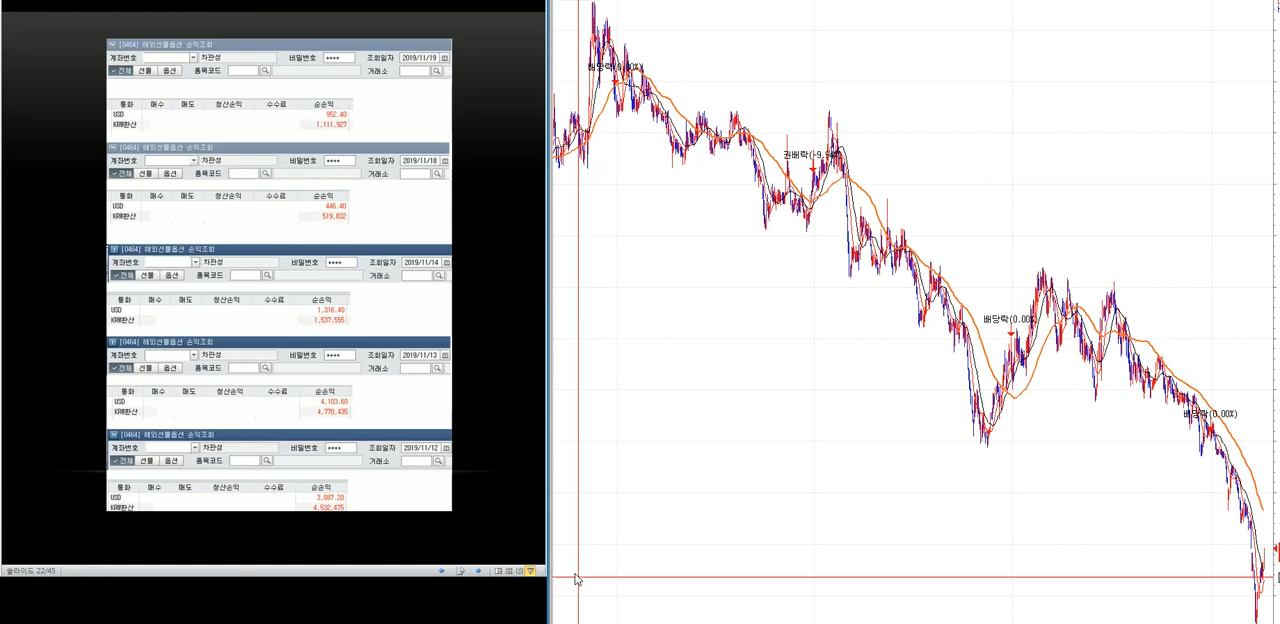 [0464] 해외선물옵션 손익조회
계좌번호 차관성 비밀번호 **** 조회일자 2019/11/19
전체 선물 옵션 품목코드 거래소
통화 매수 매도 청산손익 수수료 순손익
USD 952.40
KRW환산 1,111,927
[0464] 해외선물옵션 손익조회
계좌번호 차관성 비밀번호 **** 조회일자 2019/11/18
전체 선물 옵션 품목코드 거래소
통화 매수 매도 청산손익 수수료 순손익
USD 446.40
KRW환산 519,832
[0464] 해외선물옵션 손익조회
계좌번호 차관성 비밀번호 **** 조회일자 2019/11/14
전체 선물 옵션 품목코드 거래소
통화 매수 매도 청산손익 수수료 순손익
USD 1,316.40
KRW환산 1,537,555
[0464] 해외선물옵션 손익조회
계좌번호 차관성 비밀번호 **** 조회일자 2019/11/13
전체 선물 옵션 품목코드 거래소
통화 매수 매도 청산손익 수수료 순손익
USD 4,103.60
KRW환산 4,770,435
[0464] 해외선물옵션 손익조회
계좌번호 차관성 비밀번호 **** 조회일자 2019/11/12
전체 선물 옵션 품목코드 거래소
통화 매수 매도 청산손익 수수료 순손익
USD 3,887.20
KRW환산 4,532,475
슬라이드 22/45
배당락(0.00%)
배당락(0.00%)
배당락(0.00%)